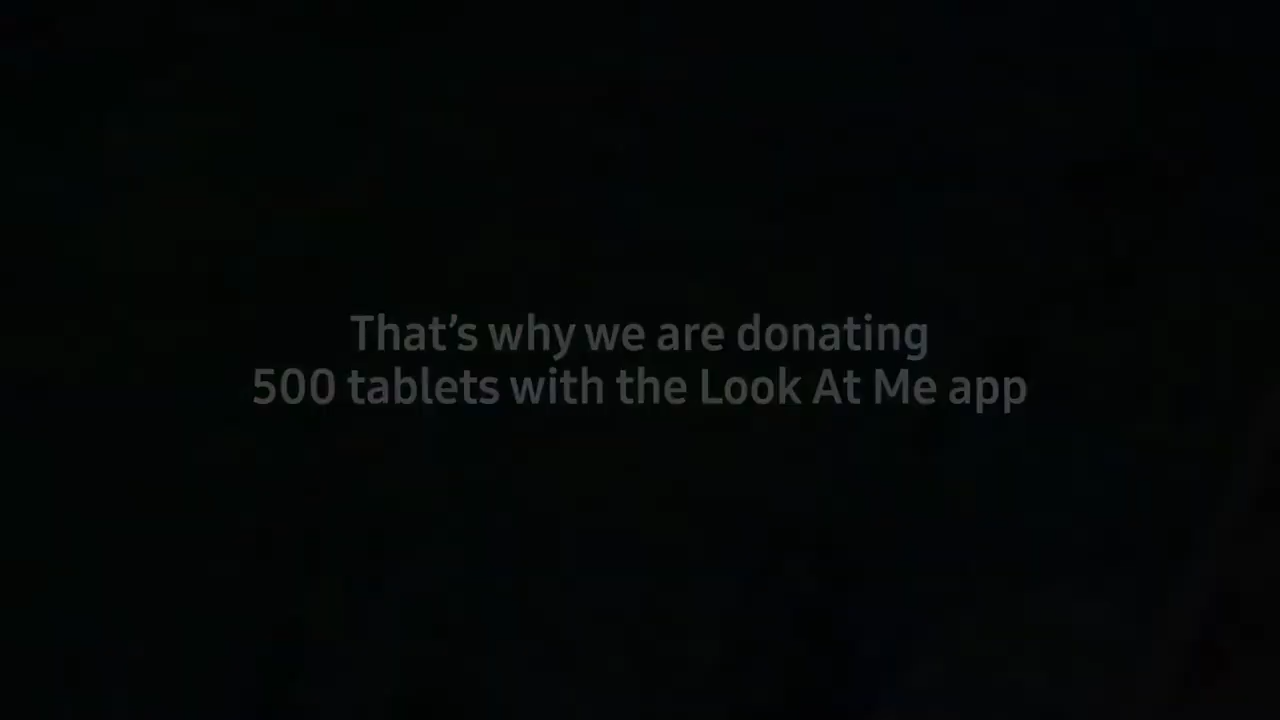 That’s why we are donating
500 tablets with the Look At Me app